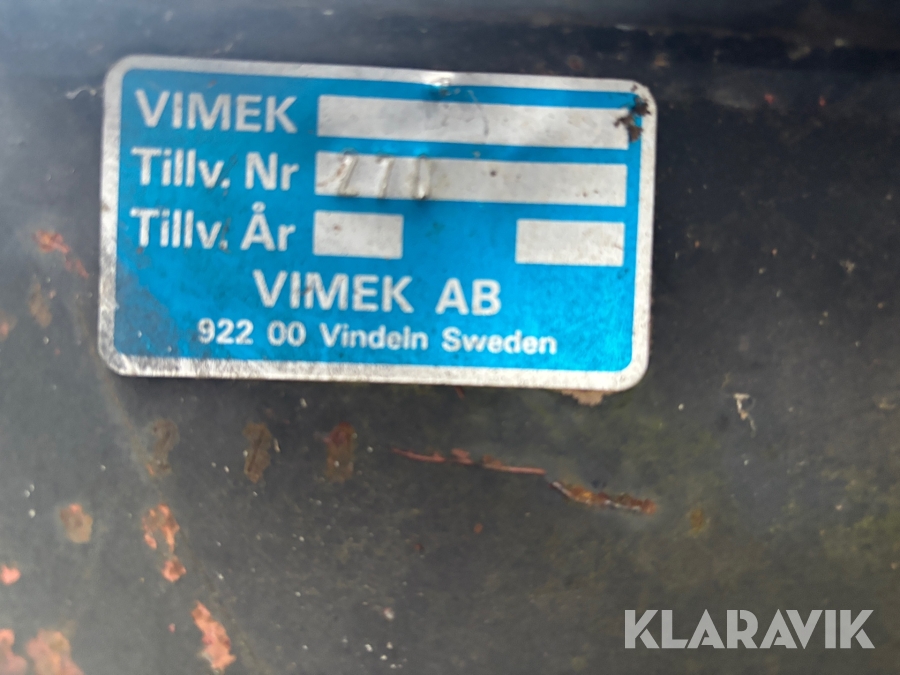 VIMEK
Tillv. Nr
Tillv. År
VIMEK AB
922 00 Vindeln Sweden
KLARAVIK